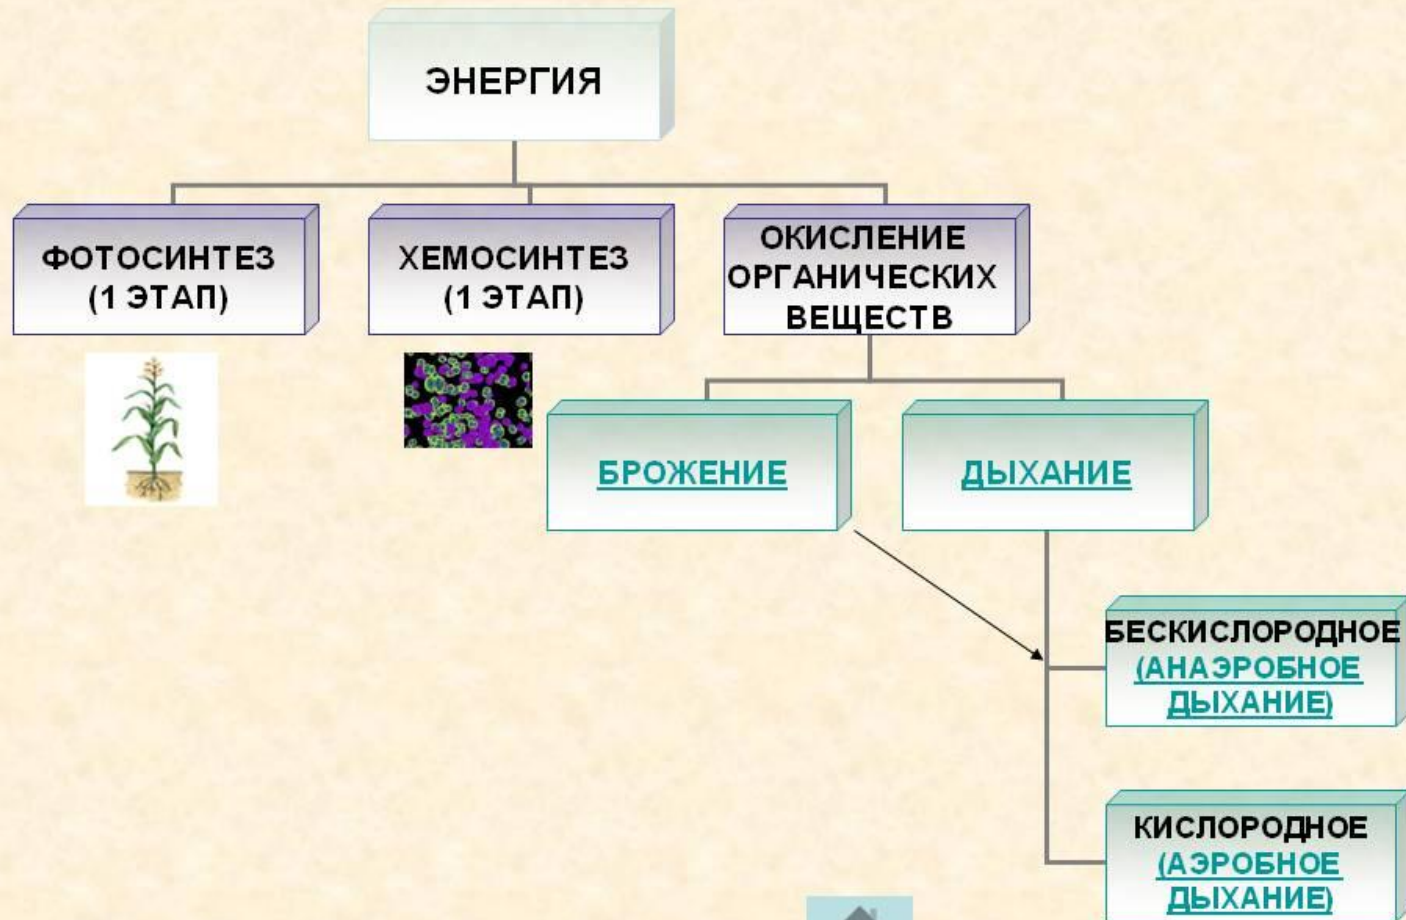 ЭНЕРГИЯ
ФОТОСИНТЕЗ
(1 ЭТАП)
ХЕМОСИНТЕЗ
(1 ЭТАП)
ОКИСЛЕНИЕ
ОРГАНИЧЕСКИХ
ВЕЩЕСТВ
БРОЖЕНИЕ
ДЫХАНИЕ
БЕСКИСЛОРОДНОЕ
(АНАЭРОБНОЕ
ДЫХАНИЕ)
КИСЛОРОДНОЕ
(АЭРОБНОЕ
ДЫХАНИЕ)